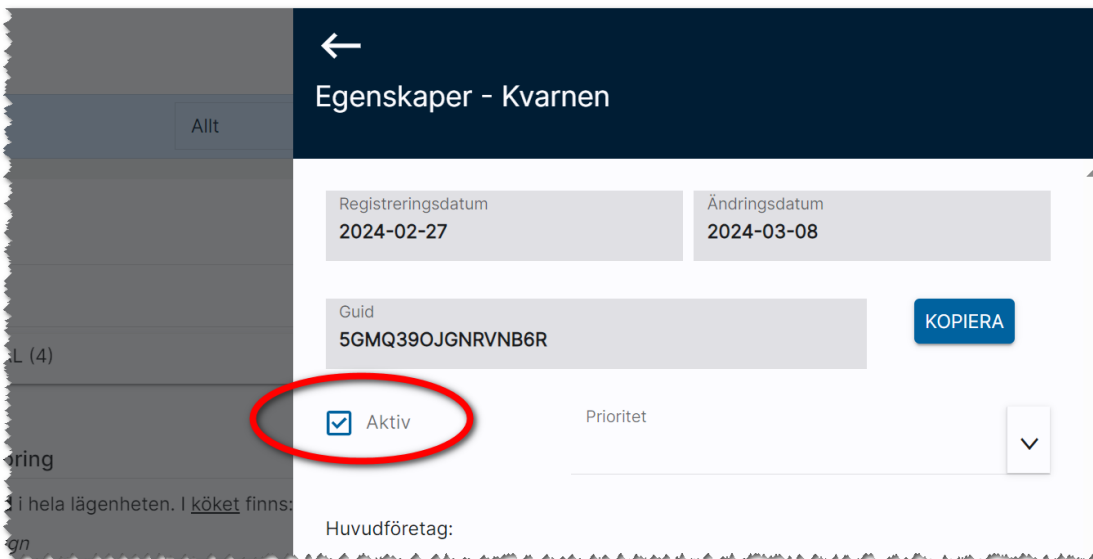 Egenskaper - Kvarnen
Allt
Registreringsdatum
2024-02-27
Ändringsdatum
2024-03-08
Guid
5GMQ39OJGNRVNB6R
KOPIERA
(4)
Aktiv
Prioritet
i hela lägenheten. I köket finns:
Huvudföretag: